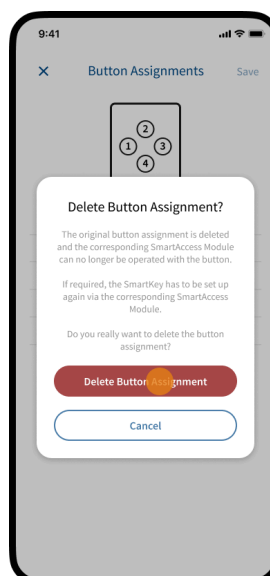 9:41
Button Assignments
Save
2
1
3
4
Delete Button Assignment?
The original button assignment is deleted
and the corresponding SmartAccess Module
can no longer be operated with the button.
If required, the SmartKey has to be set up
again via the corresponding SmartAccess
Module.
Do you really want to delete the button
assignment?
Delete Button Assignment
Cancel